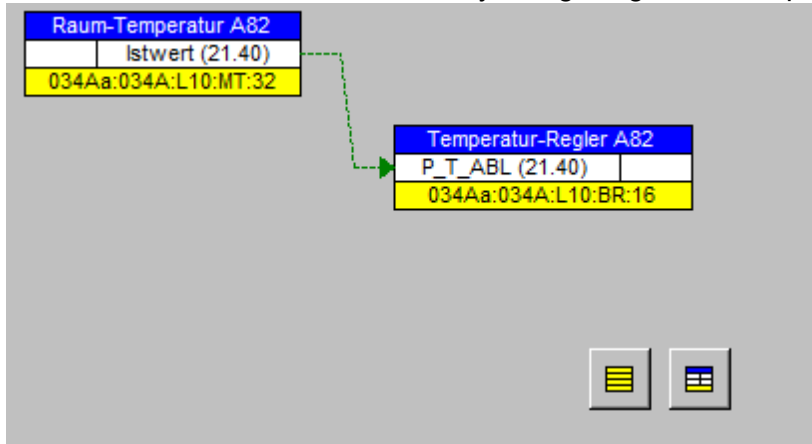 Raum-Temperatur A82
Istwert (21.40)
034Aa:034A:L10:MT:32
Temperatur-Regler A82
P_T_ABL (21.40)
034Aa:034A:L10:BR:16